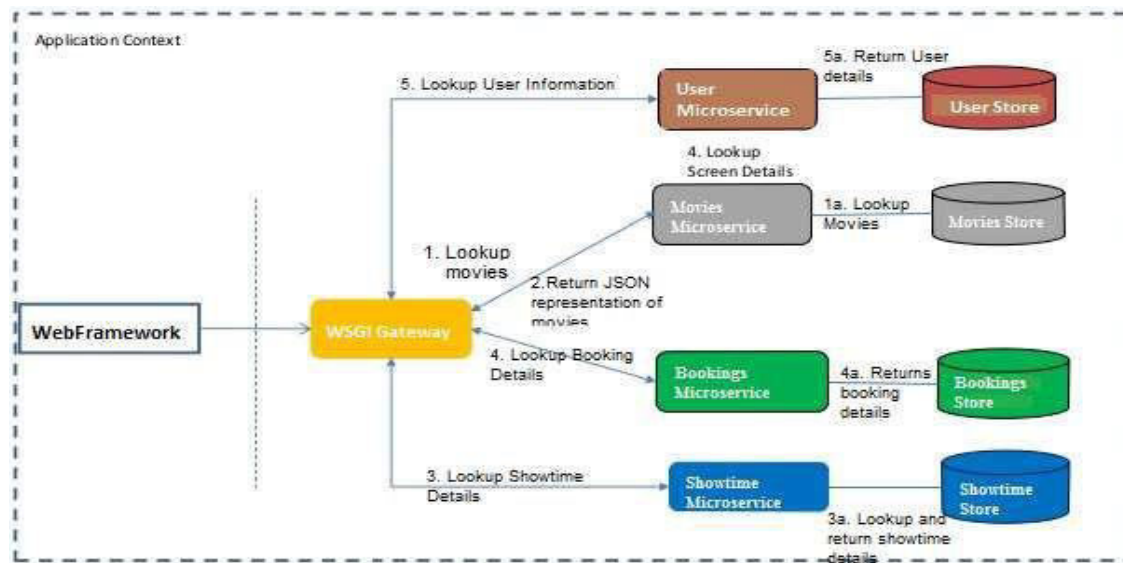 Application Context
5. Lookup User Information
User
Microservice
5a. Return User
details
User Store
4. Lookup
Screen Details
Movies
Microservice
1a. Lookup
Movies
Movies Store
1. Lookup
movies
2.Return JSON
representation of
movies
WebFramework
WSGI Gateway
4. Lookup Booking
Details
Bookings
Microservice
4a. Returns
booking
details
Bookings
Store
3. Lookup Showtime
Details
Showtime
Microservice
3a. Lookup and
return showtime
details
Showtime
Store